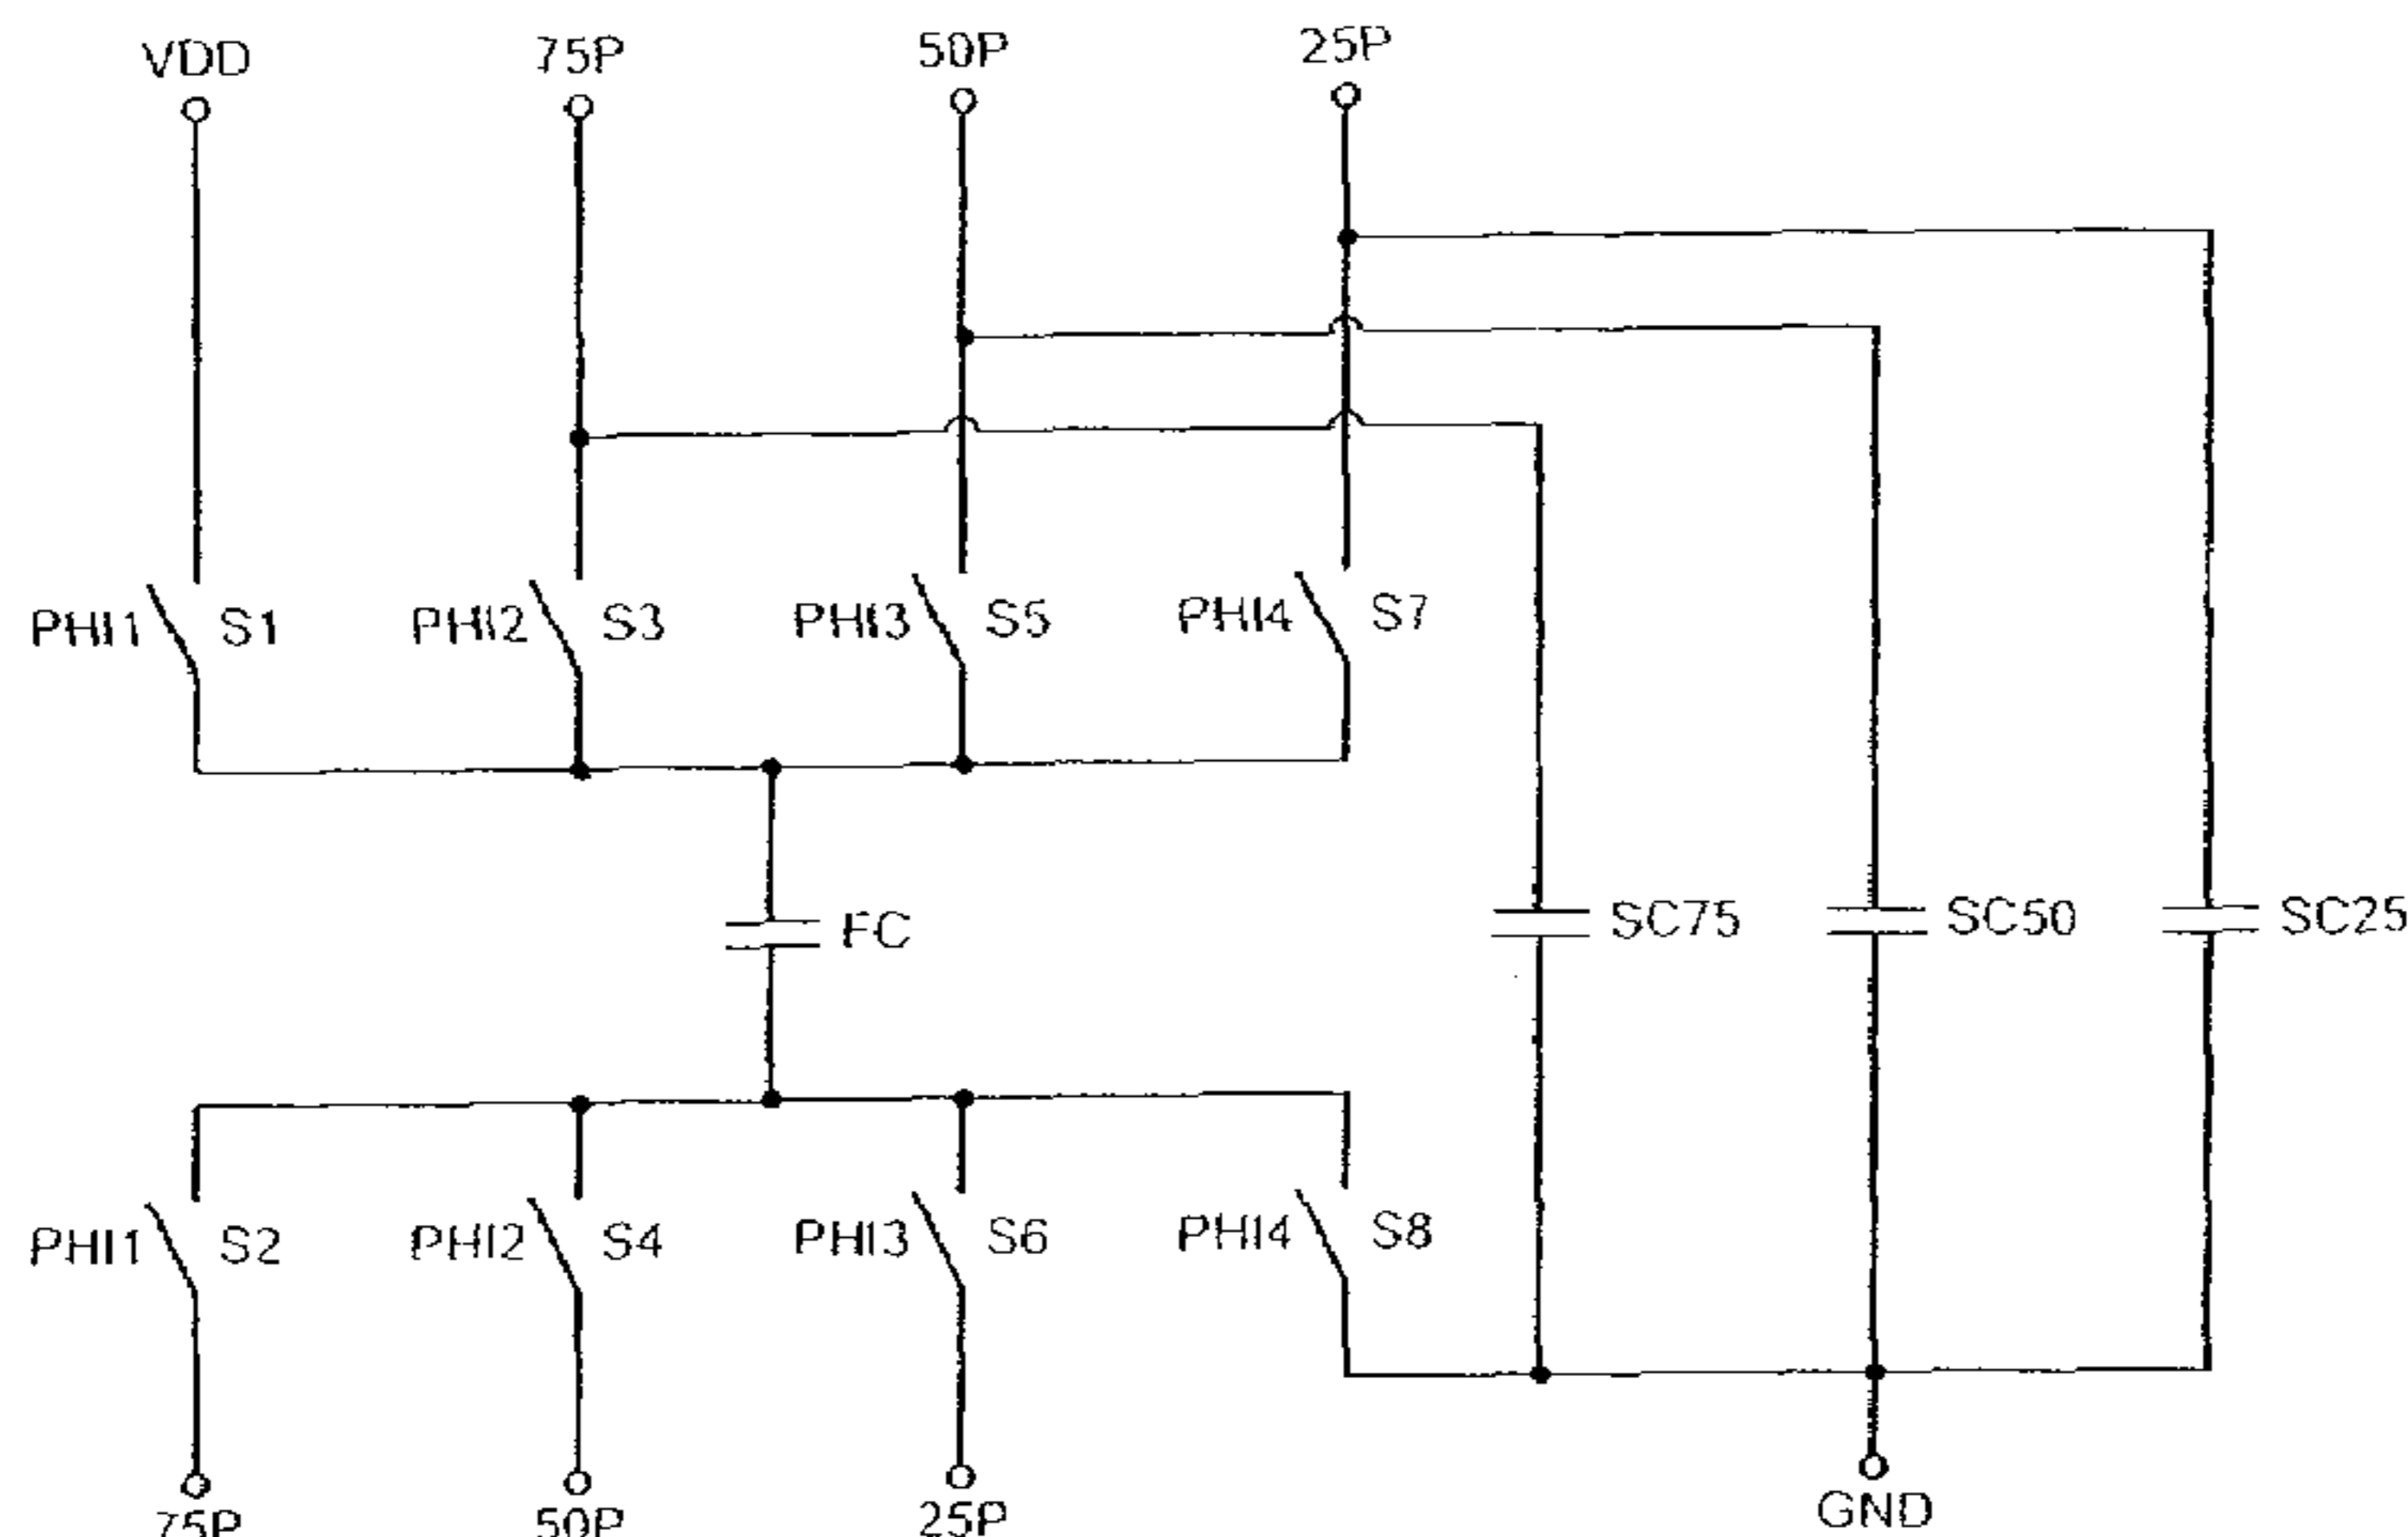 VDD
75P
50P
25P
PHI1
S1
PHI2
S3
PHI3
S5
PHI4
S7
FC
SC75
SC50
SC25
PHI1
S2
PHI2
S4
PHI3
S6
PHI4
S8
75P
50P
25P
GND